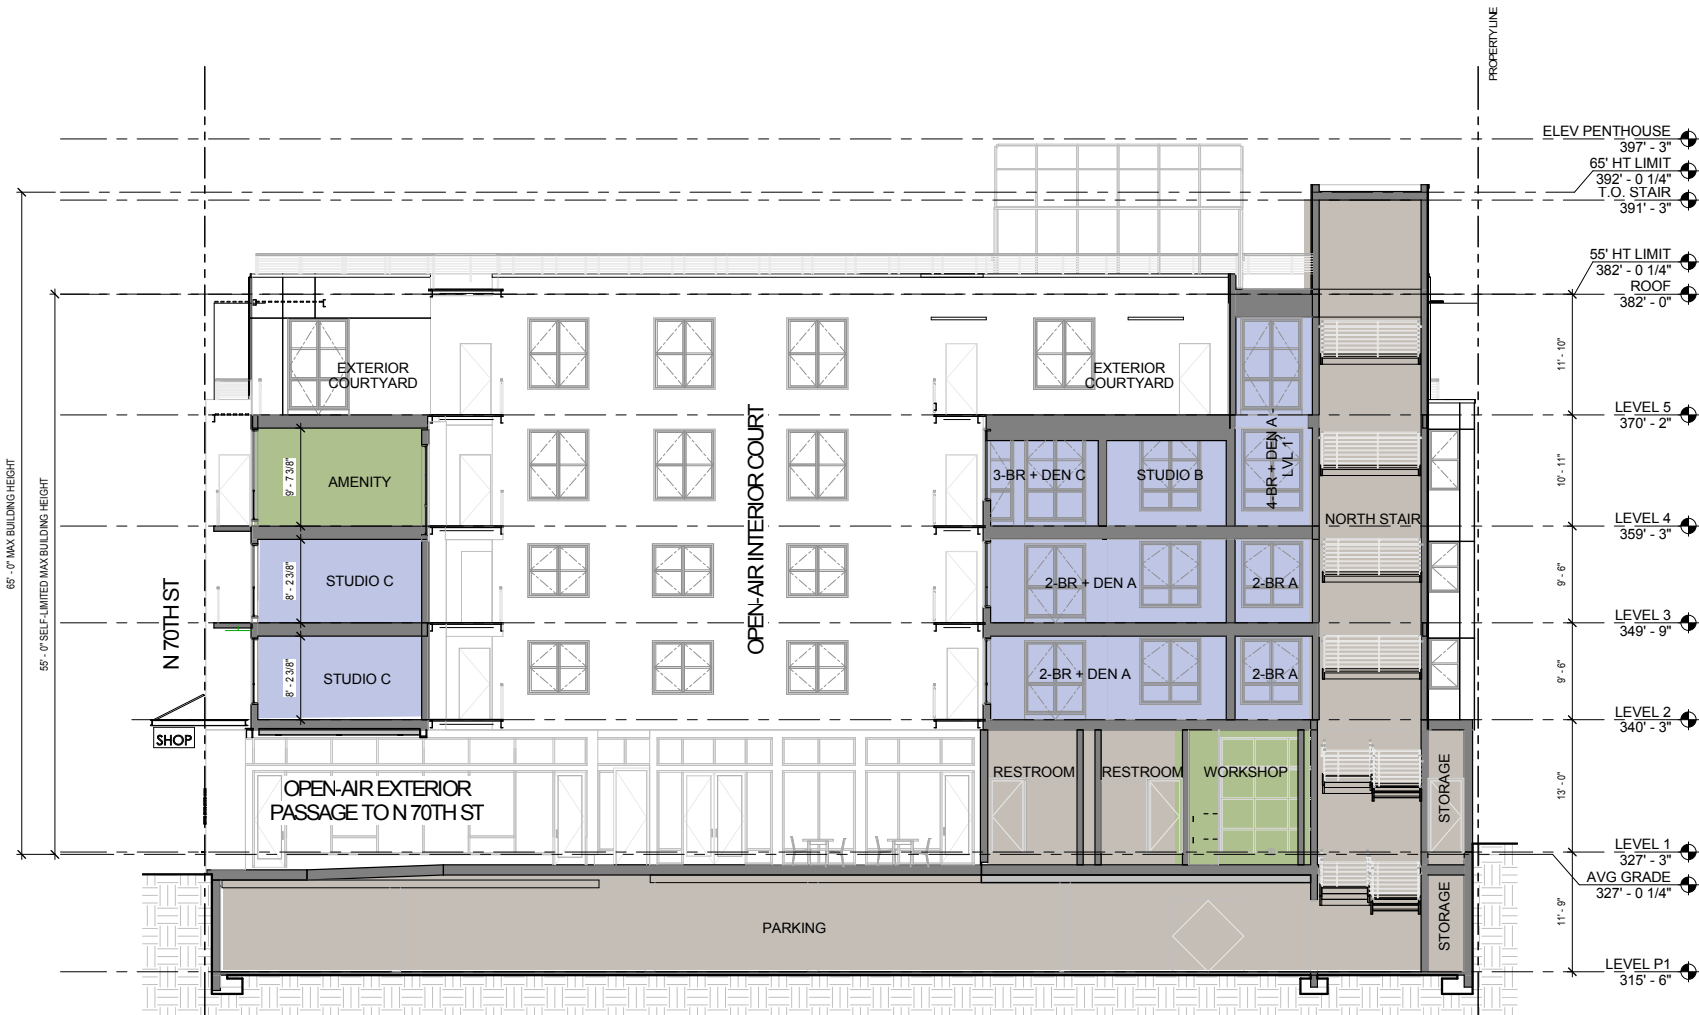 PROPERTY LINE
ELEV PENTHOUSE
397' - 3"
65' HT LIMIT
392' - 0 1/4"
T.O. STAIR
391' - 3"
55' HT LIMIT
382' - 0 1/4"
ROOF
382' - 0"
11' - 10"
LEVEL 5
370' - 2"
10' - 11"
LEVEL 4
359' - 3"
9' - 6"
LEVEL 3
349' - 9"
9' - 6"
LEVEL 2
340' - 3"
13' - 0"
LEVEL 1
327' - 3"
AVG GRADE
327' - 0 1/4"
11' - 9"
LEVEL P1
315' - 6"
65' - 0" MAX BUILDING HEIGHT
55' - 0" SELF-LIMITED MAX BUILDING HEIGHT
N 70TH ST
SHOP
EXTERIOR
COURTYARD
EXTERIOR
COURTYARD
OPEN-AIR INTERIOR COURT
9' - 7 3/8"
AMENITY
3-BR + DEN C
STUDIO B
4-BR + DEN A -
LVL 1
NORTH STAIR
8' - 2 3/8"
STUDIO C
2-BR + DEN A
2-BR A
8' - 2 3/8"
STUDIO C
2-BR + DEN A
2-BR A
OPEN-AIR EXTERIOR
PASSAGE TO N 70TH ST
RESTROOM
RESTROOM
WORKSHOP
STORAGE
PARKING
STORAGE